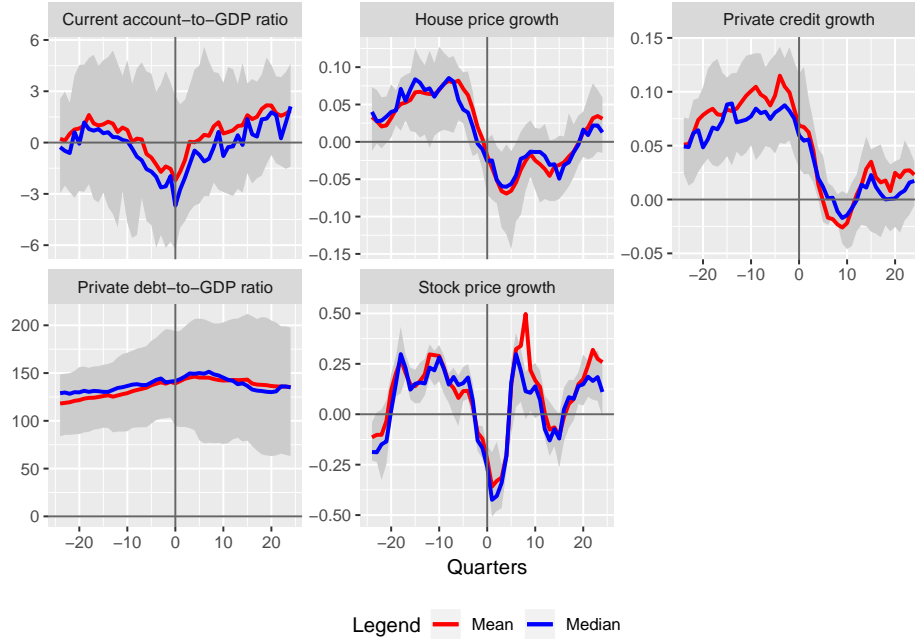 Current account−to−GDP ratio
House price growth
Private credit growth
6
3
0
−3
−6
0.10
0.05
0.00
−0.05
−0.10
−0.15
0.15
0.10
0.05
0.00
−0.05
−20 −10 0 10 20
Private debt−to−GDP ratio
Stock price growth
200
150
100
50
0
0.50
0.25
0.00
−0.25
−0.50
−20 −10 0 10 20
−20 −10 0 10 20
Quarters
Legend Mean Median